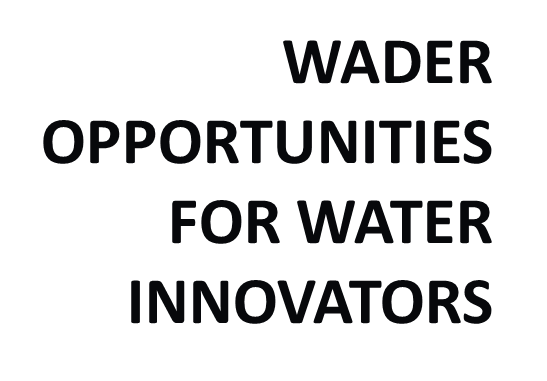 WADER
OPPORTUNITIES
FOR WATER
INNOVATORS